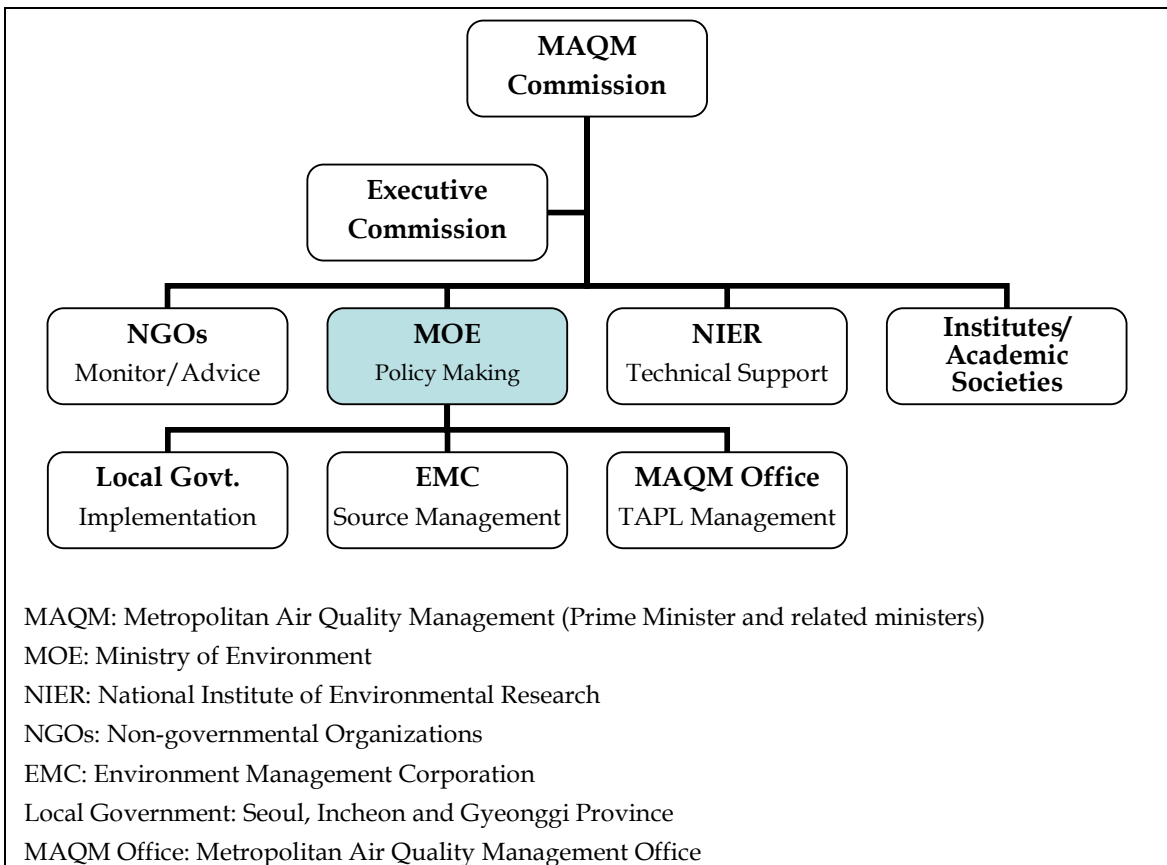 MAQM
Commission
Executive
Commission
NGOs
Monitor/Advice
MOE
Policy Making
NIER
Technical Support
Institutes/
Academic
Societies
Local Govt.
Implementation
EMC
Source Management
MAQM Office
TAPL Management
MAQM: Metropolitan Air Quality Management (Prime Minister and related ministers)
MOE: Ministry of Environment
NIER: National Institute of Environmental Research
NGOs: Non-governmental Organizations
EMC: Environment Management Corporation
Local Government: Seoul, Incheon and Gyeonggi Province
MAQM Office: Metropolitan Air Quality Management Office